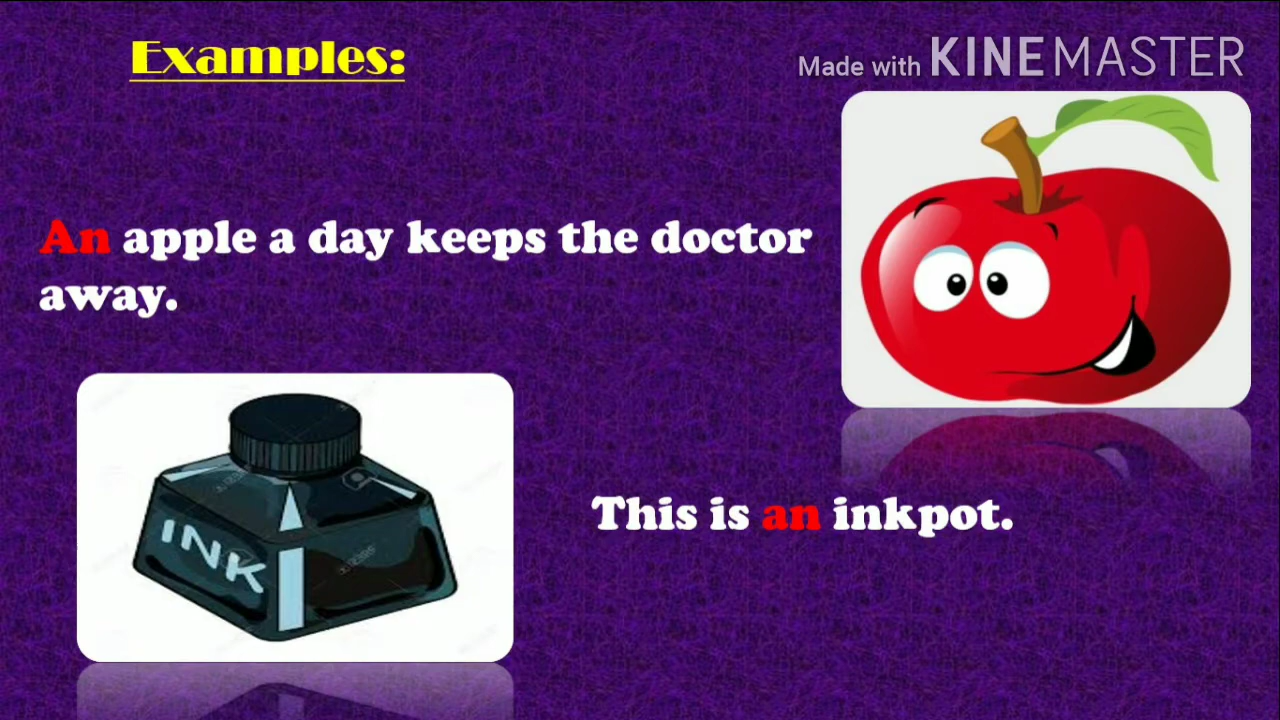 Examples:
Made with KINEMASTER
An apple a day keeps the doctor
away.
INK
This is an inkpot.